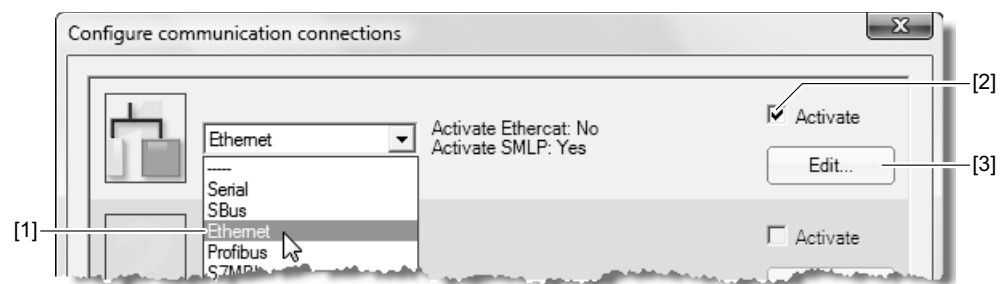 Configure communication connections
X
[2]
Activate
Ethernet
Activate Ethercat: No
Activate SMLP: Yes
Edit...
[3]
-----
Serial
SBus
[1]
Ethernet
Profibus
Activate